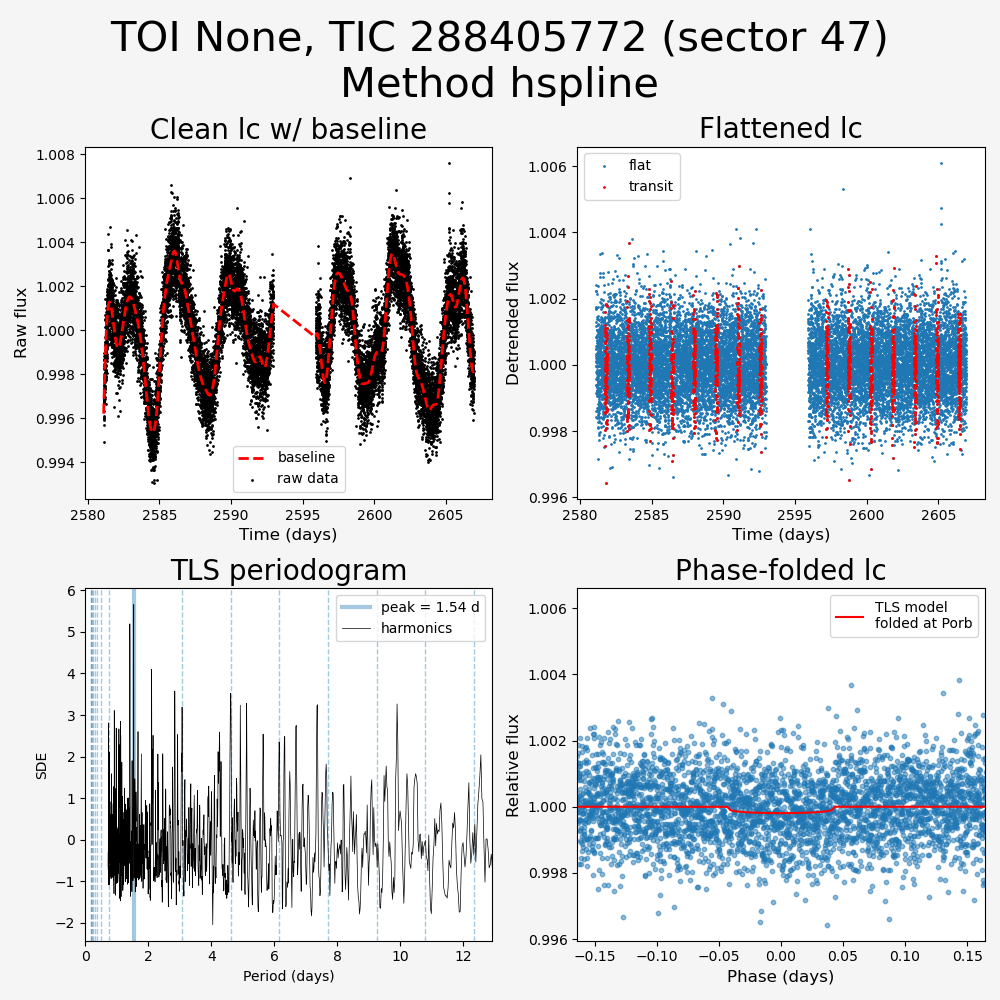 TOI None, TIC 288405772 (sector 47)
Method hspline
Clean lc w/ baseline
Raw flux
1.008
1.006
1.004
1.002
1.000
0.998
0.996
0.994
baseline
raw data
2580 2585 2590 2595 2600 2605
Time (days)
Flattened lc
Detrended flux
1.006
1.004
1.002
1.000
0.998
0.996
flat
transit
2580 2585 2590 2595 2600 2605
Time (days)
TLS periodogram
SDE
6
5
4
3
2
1
0
−1
−2
peak = 1.54 d
harmonics
0 2 4 6 8 10 12
Period (days)
Phase-folded lc
Relative flux
1.006
1.004
1.002
1.000
0.998
0.996
TLS model
folded at Porb
−0.15 −0.10 −0.05 0.00 0.05 0.10 0.15
Phase (days)